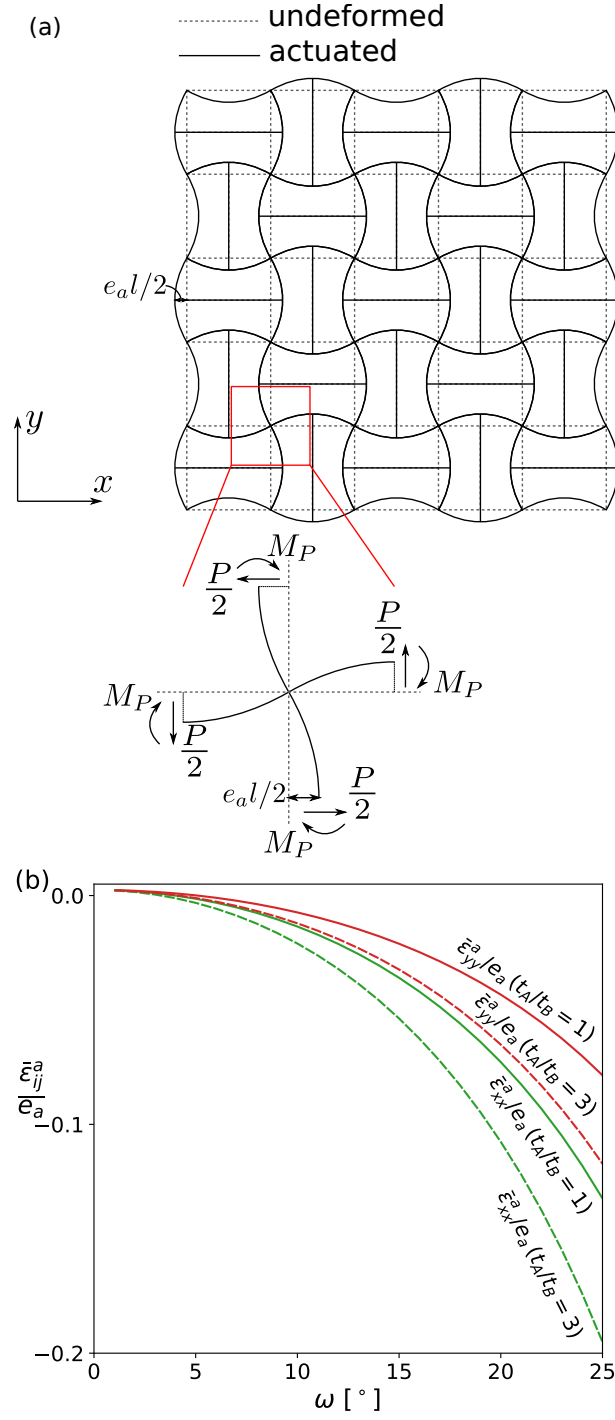 (a)
undeformed
actuated
e_a l/2
y
x
M_P
P/2
P/2
M_P
M_P
P/2
e_a l/2
P/2
M_P
(b)
0.0
−0.1
−0.2
ε̄^a_ij / e_a
ε̄^a_yy/e_a (t_A/t_B = 1)
ε̄^a_yy/e_a (t_A/t_B = 3)
ε̄^a_xx/e_a (t_A/t_B = 1)
ε̄^a_xx/e_a (t_A/t_B = 3)
0 5 10 15 20 25
ω [°]